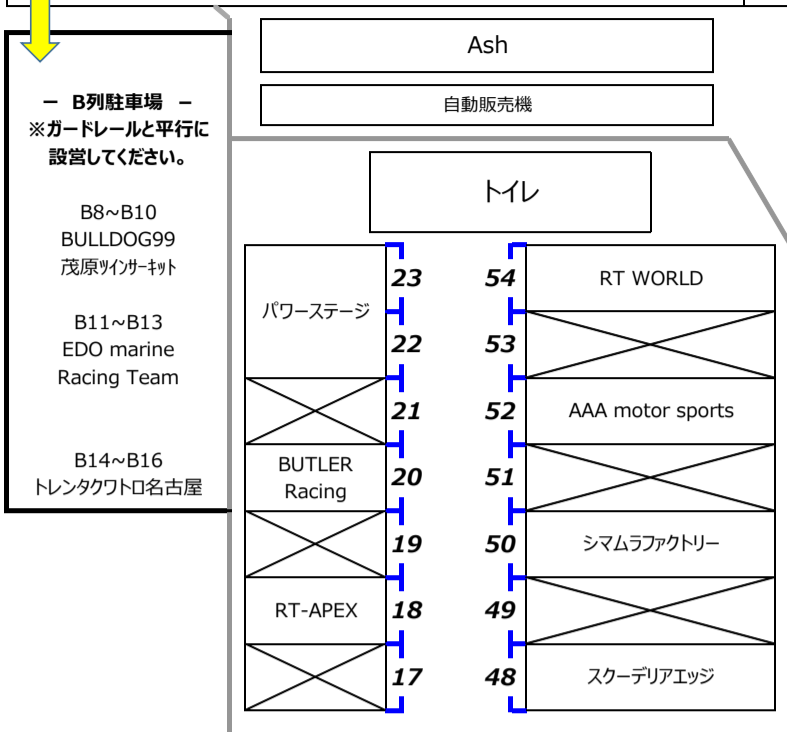 Ash
自動販売機
― B列駐車場 －
※ガードレールと平行に
設営してください。
B8~B10
BULLDOG99
茂原ﾂｲﾝｻｰｷｯﾄ
B11~B13
EDO marine
Racing Team
B14~B16
トレンタクワトロ名古屋
トイレ
パワーステージ
23
22
21
BUTLER
Racing
20
19
RT-APEX
18
17
54
RT WORLD
53
52
AAA motor sports
51
50
シマムラファクトリー
49
48
スクーデリアエッジ